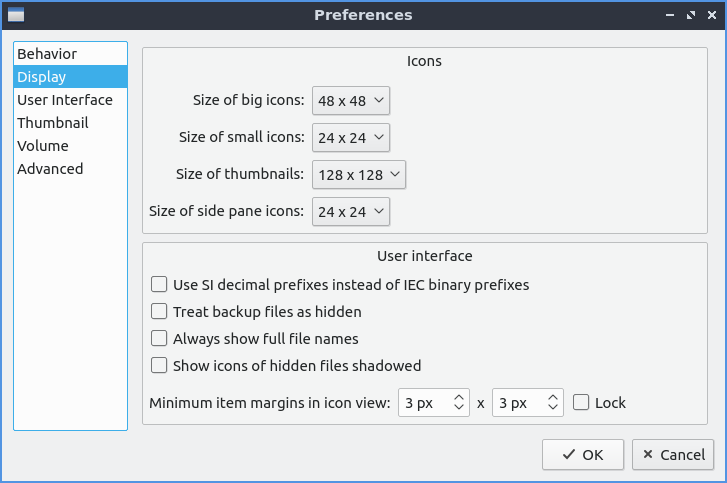 Preferences
Behavior
Display
User Interface
Thumbnail
Volume
Advanced
Icons
Size of big icons: 48 x 48
Size of small icons: 24 x 24
Size of thumbnails: 128 x 128
Size of side pane icons: 24 x 24
User interface
Use SI decimal prefixes instead of IEC binary prefixes
Treat backup files as hidden
Always show full file names
Show icons of hidden files shadowed
Minimum item margins in icon view: 3 px x 3 px Lock
OK Cancel